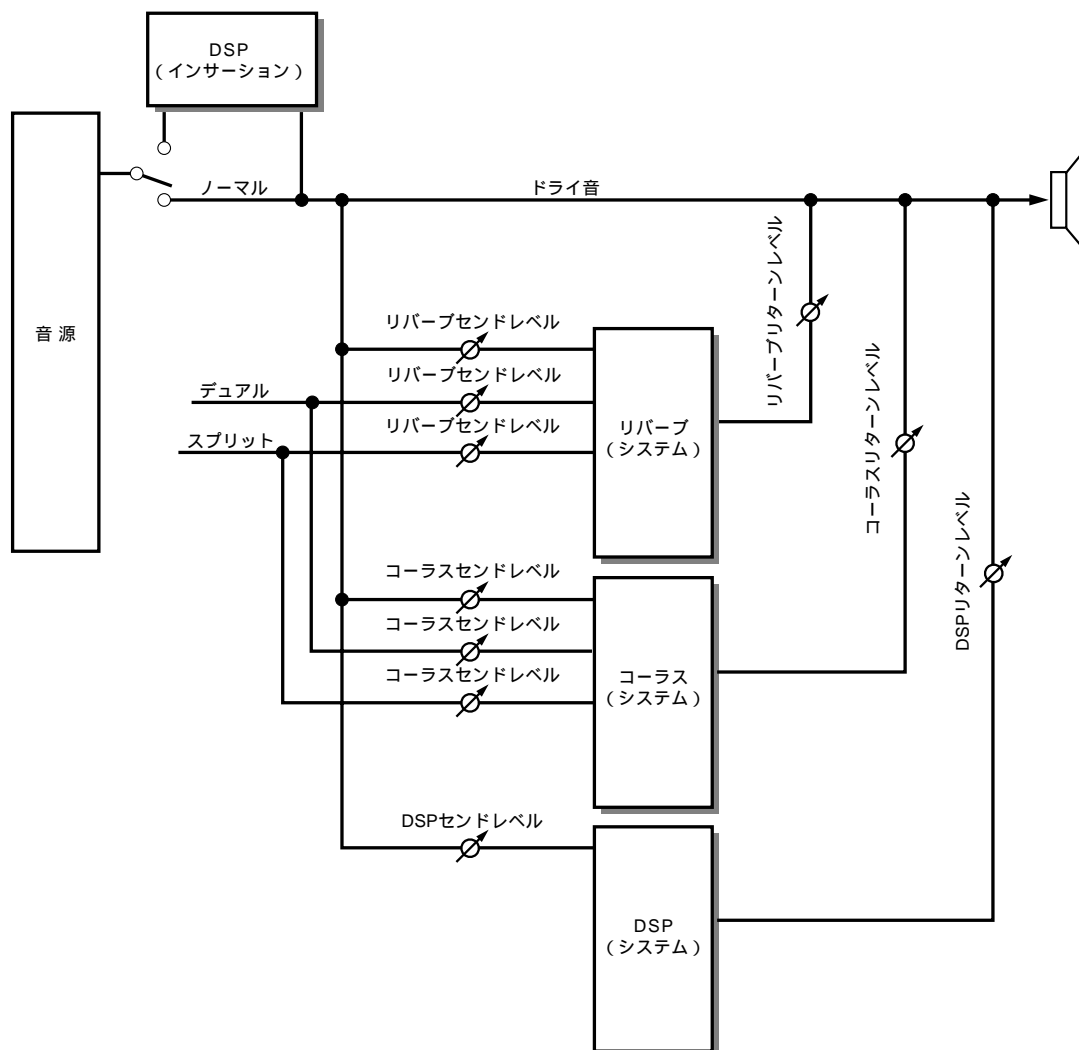 DSP
(インサーション)
ノーマル
ドライ音
音源
リバーブセンドレベル
デュアル
リバーブセンドレベル
スプリット
リバーブセンドレベル
リバーブ
(システム)
リバーブリターンレベル
コーラスリターンレベル
DSPリターンレベル
コーラスセンドレベル
コーラスセンドレベル
コーラスセンドレベル
コーラス
(システム)
DSPセンドレベル
DSP
(システム)